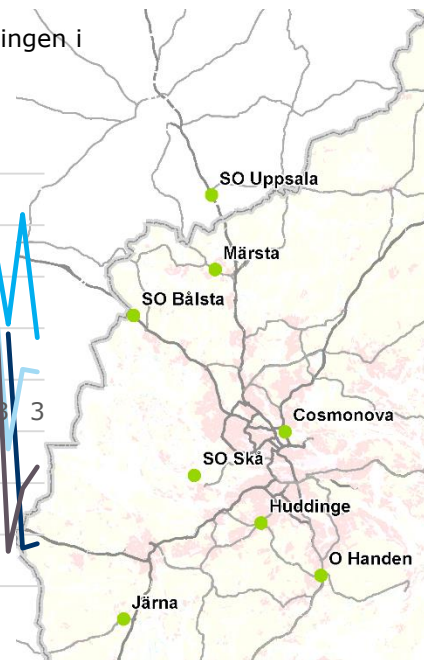 ingen i
SO Uppsala
Märsta
SO Bålsta
Cosmonova
3
SO Skå
Huddinge
O Handen
Järna